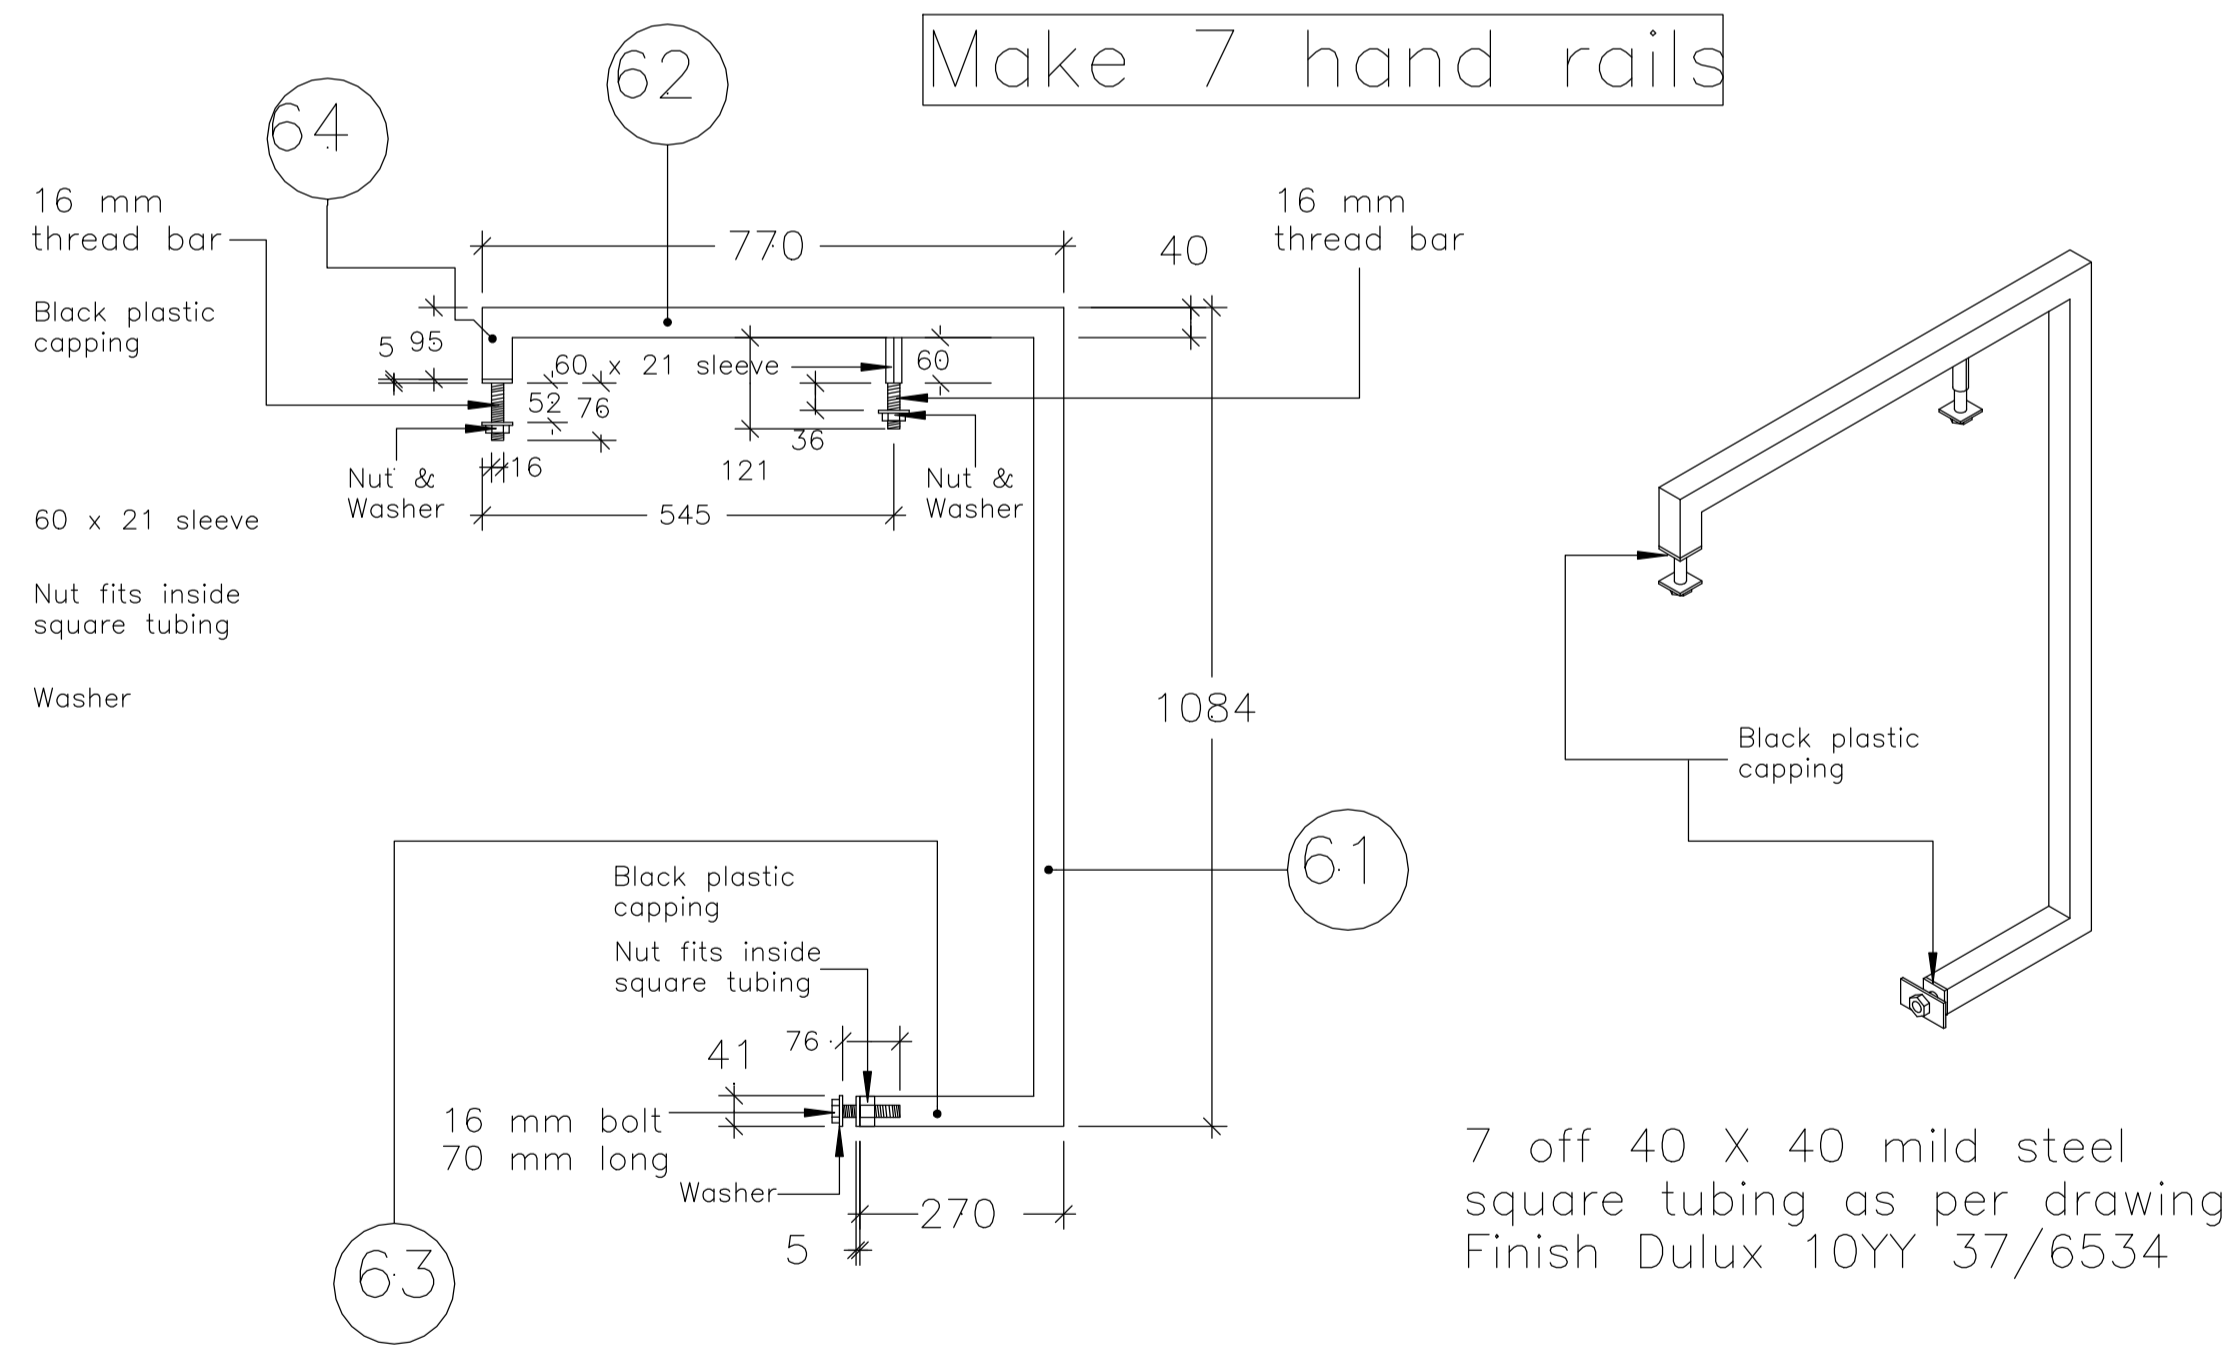 Make 7 hand rails
62
64
16 mm
thread bar
16 mm
thread bar
770
40
Black plastic
capping
5
95
60 x 21 sleeve
60
52
76
36
16
121
Nut &
Washer
545
Nut &
Washer
60 x 21 sleeve
Nut fits inside
square tubing
Washer
1084
Black plastic
capping
61
Black plastic
capping
Nut fits inside
square tubing
76
41
16 mm bolt
70 mm long
Washer
270
5
63
7 off 40 X 40 mild steel
square tubing as per drawing
Finish Dulux 10YY 37/6534